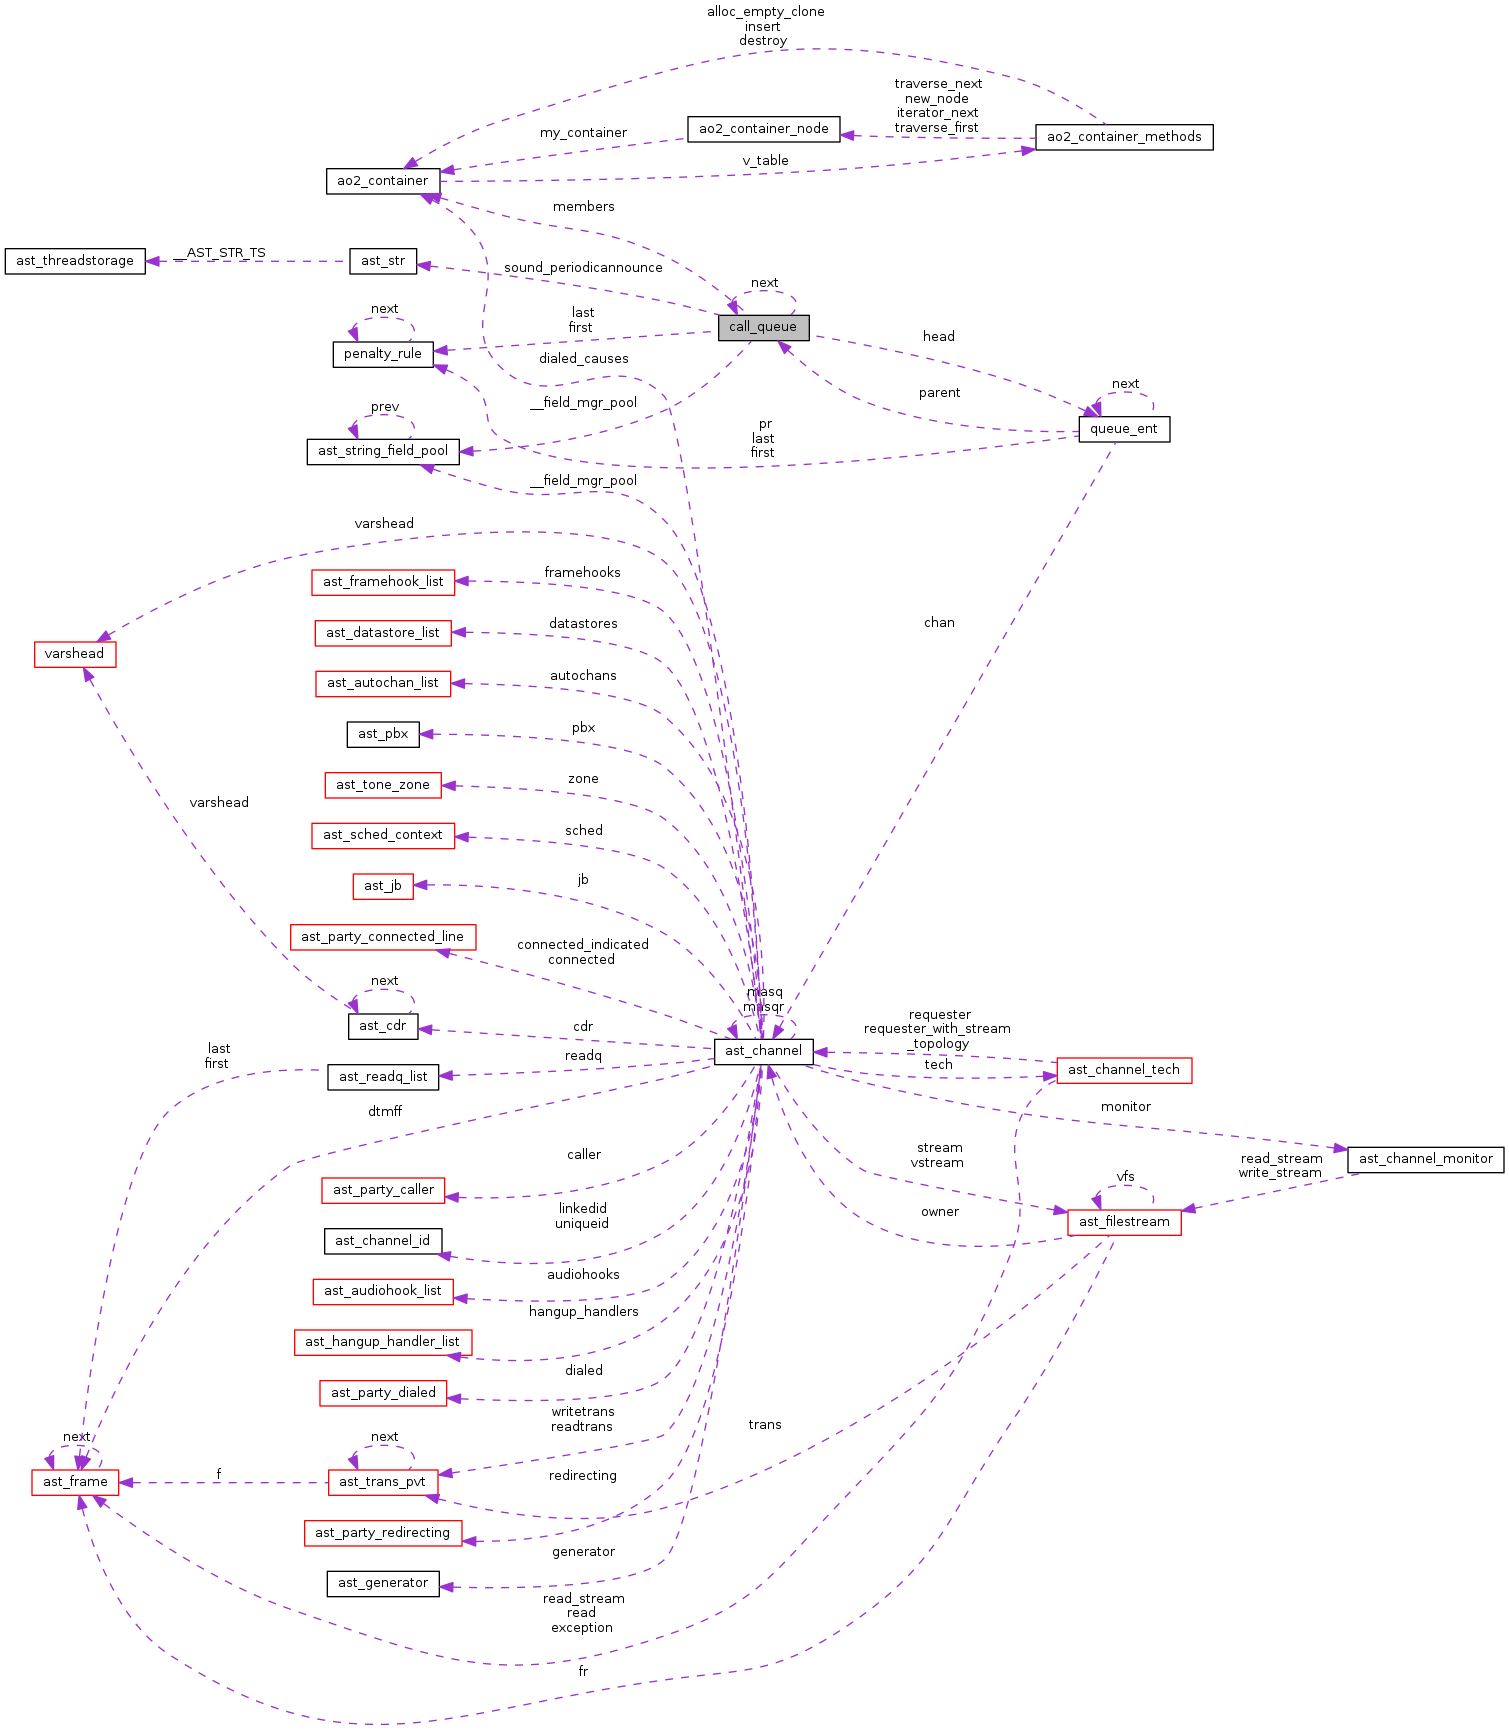 alloc_empty_clone
insert
destroy
traverse_next
new_node
iterator_next
traverse_first
ao2_container_node
my_container
ao2_container_methods
v_table
ao2_container
members
__AST_STR_TS
ast_threadstorage
ast_str
sound_periodicannounce
next
call_queue
next
last
first
penalty_rule
head
dialed_causes
next
parent
prev
__field_mgr_pool
pr
last
first
queue_ent
ast_string_field_pool
__field_mgr_pool
varshead
framehooks
ast_framehook_list
datastores
chan
ast_datastore_list
varshead
autochans
ast_autochan_list
pbx
ast_pbx
zone
ast_tone_zone
varshead
sched
ast_sched_context
jb
ast_jb
ast_party_connected_line
connected_indicated
connected
next
masq
masqr
ast_cdr
cdr
requester
requester_with_stream
_topology
last
first
readq
ast_channel
tech
ast_channel_tech
ast_readq_list
dtmff
monitor
caller
stream
vstream
read_stream
write_stream
ast_channel_monitor
vfs
ast_party_caller
linkedid
uniqueid
owner
ast_filestream
ast_channel_id
audiohooks
ast_audiohook_list
hangup_handlers
ast_hangup_handler_list
dialed
ast_party_dialed
writetrans
readtrans
trans
next
next
ast_frame
f
ast_trans_pvt
redirecting
ast_party_redirecting
generator
ast_generator
read_stream
read
exception
fr